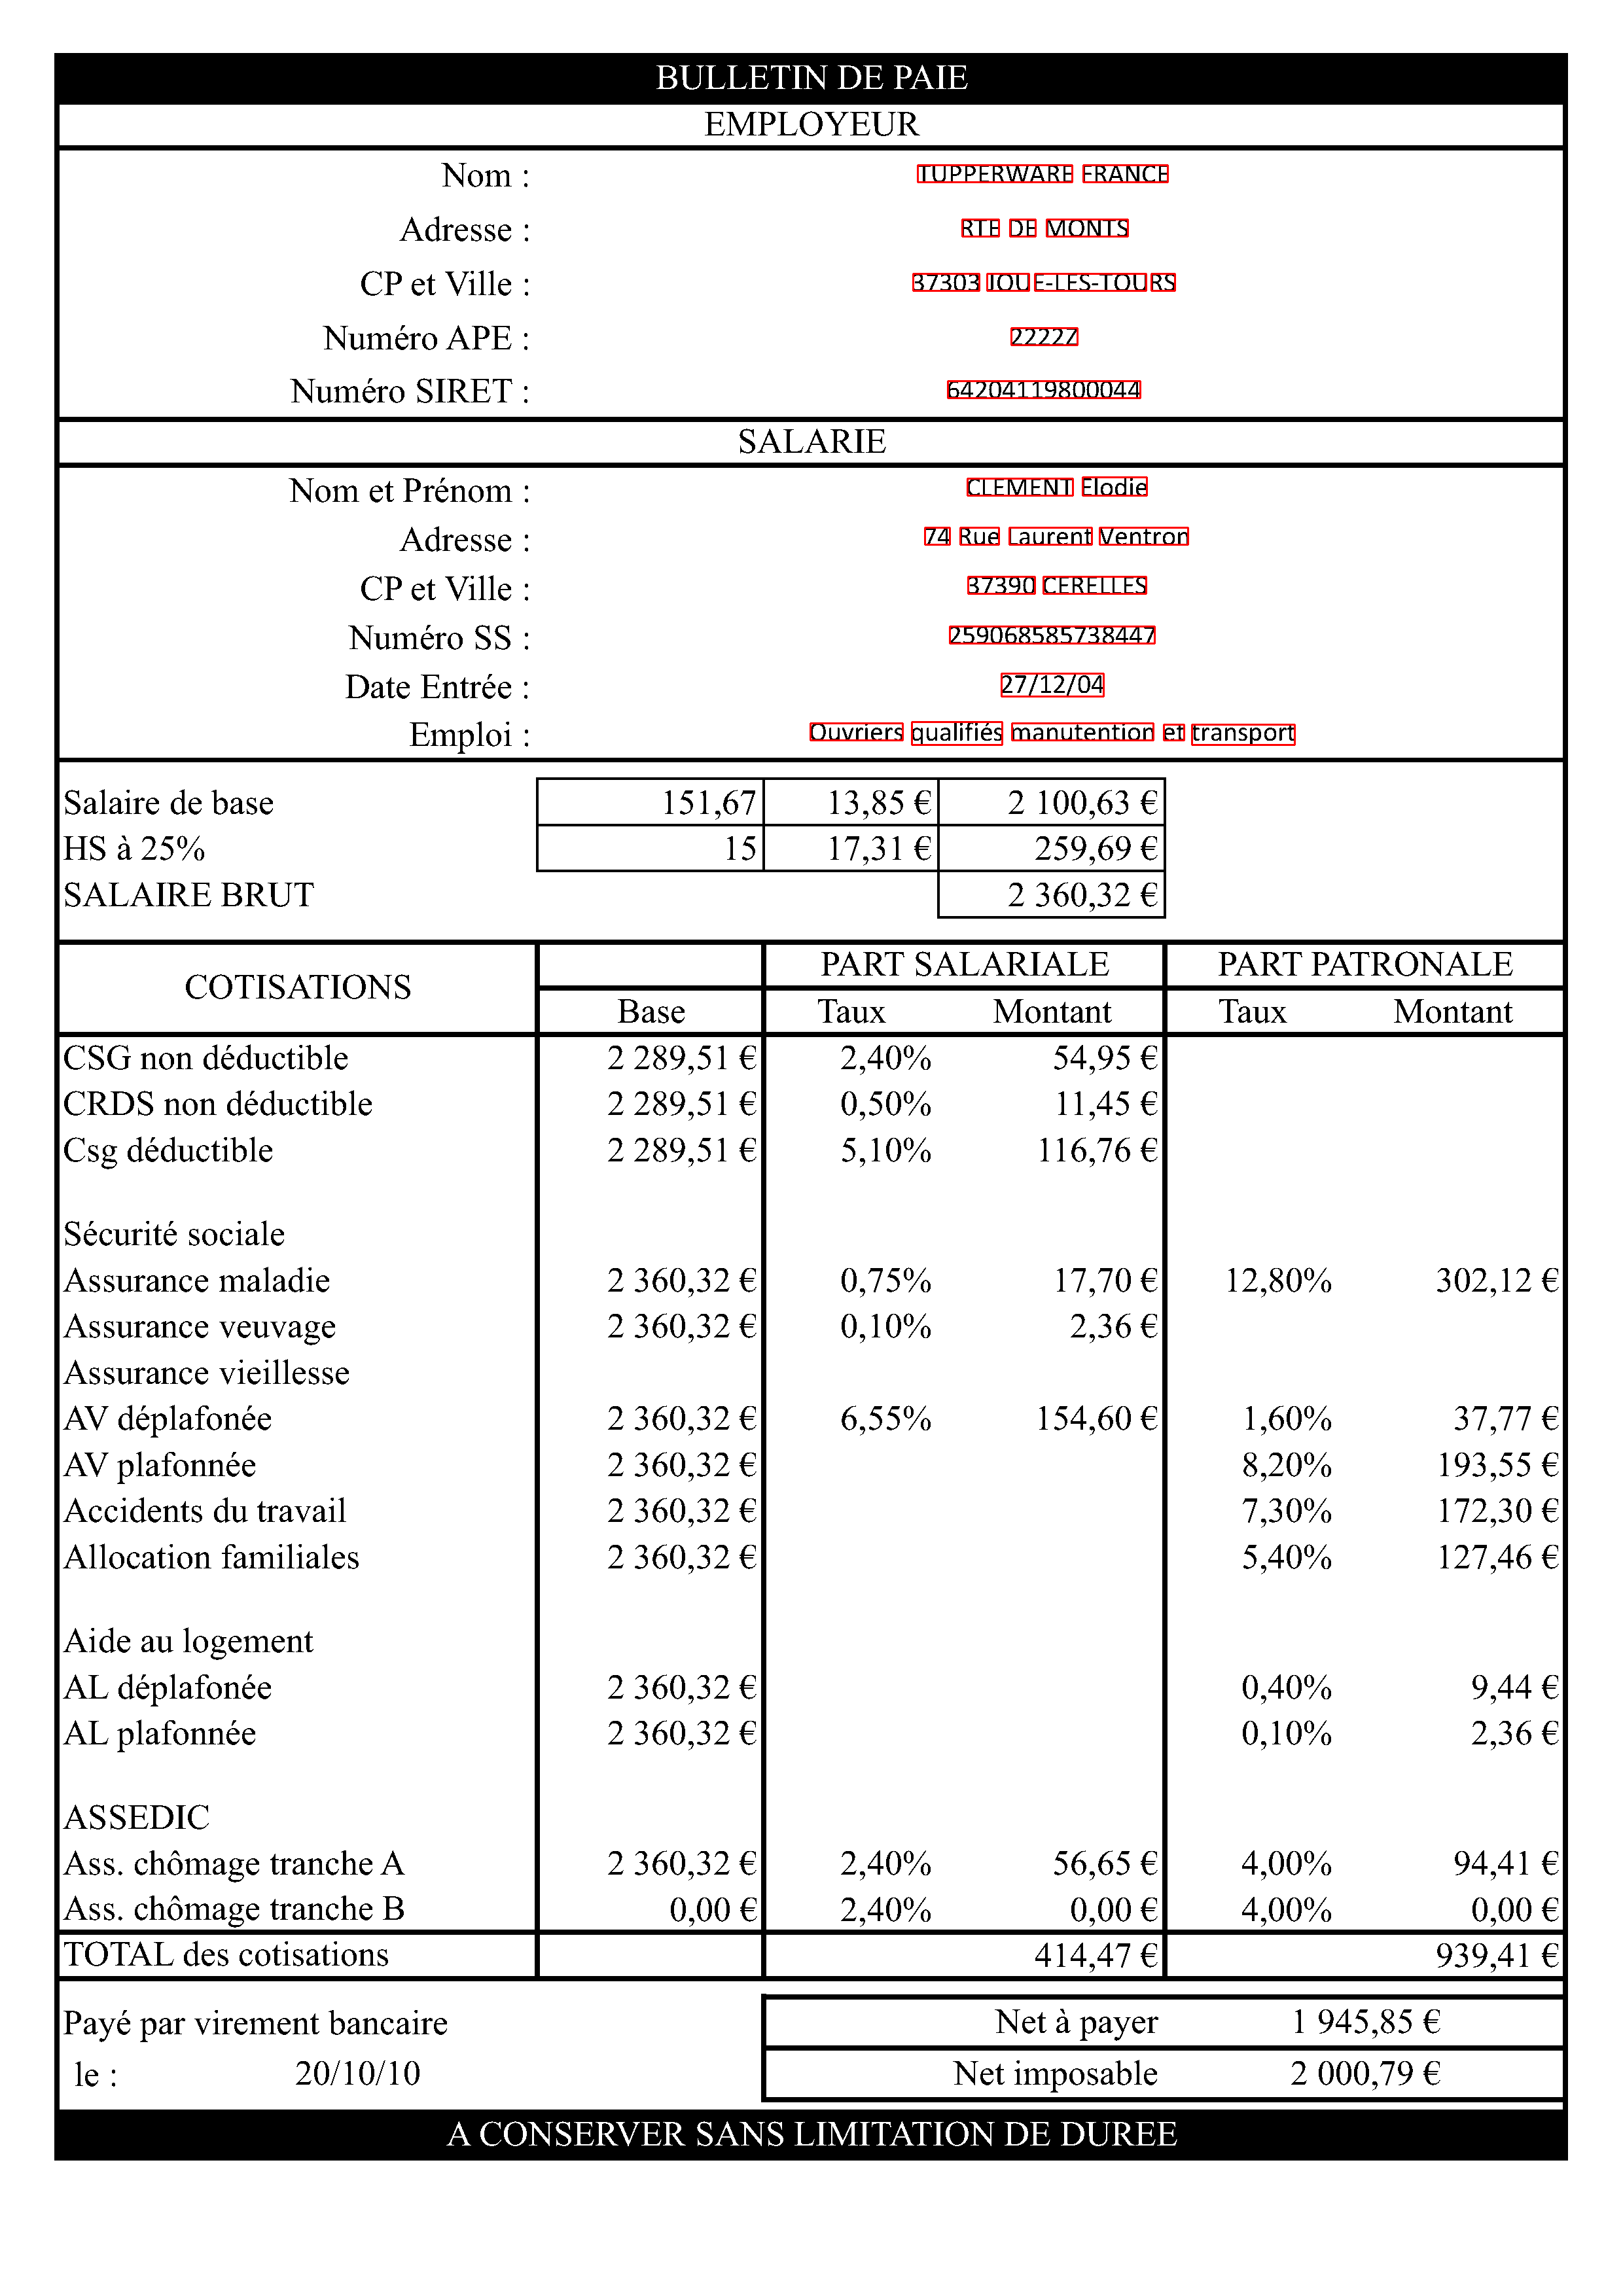 BULLETIN DE PAIE
EMPLOYEUR
Nom : TUPPERWARE FRANCE
Adresse : RTE DE MONTS
CP et Ville : 37303 JOUE-LES-TOURS
Numéro APE : 2222Z
Numéro SIRET : 64204119800044
SALARIE
Nom et Prénom : CLEMENT Elodie
Adresse : 74 Rue Laurent Ventron
CP et Ville : 37390 CERELLES
Numéro SS : 259068585738447
Date Entrée : 27/12/04
Emploi : Ouvriers qualifiés manutention et transport
Salaire de base 151,67 13,85 € 2 100,63 €
HS à 25% 15 17,31 € 259,69 €
SALAIRE BRUT 2 360,32 €
COTISATIONS PART SALARIALE PART PATRONALE
Base Taux Montant Taux Montant
CSG non déductible 2 289,51 € 2,40% 54,95 €
CRDS non déductible 2 289,51 € 0,50% 11,45 €
Csg déductible 2 289,51 € 5,10% 116,76 €
Sécurité sociale
Assurance maladie 2 360,32 € 0,75% 17,70 € 12,80% 302,12 €
Assurance veuvage 2 360,32 € 0,10% 2,36 €
Assurance vieillesse
AV déplafonée 2 360,32 € 6,55% 154,60 € 1,60% 37,77 €
AV plafonnée 2 360,32 € 8,20% 193,55 €
Accidents du travail 2 360,32 € 7,30% 172,30 €
Allocation familiales 2 360,32 € 5,40% 127,46 €
Aide au logement
AL déplafonée 2 360,32 € 0,40% 9,44 €
AL plafonnée 2 360,32 € 0,10% 2,36 €
ASSEDIC
Ass. chômage tranche A 2 360,32 € 2,40% 56,65 € 4,00% 94,41 €
Ass. chômage tranche B 0,00 € 2,40% 0,00 € 4,00% 0,00 €
TOTAL des cotisations 414,47 € 939,41 €
Payé par virement bancaire Net à payer 1 945,85 €
le : 20/10/10 Net imposable 2 000,79 €
A CONSERVER SANS LIMITATION DE DUREE